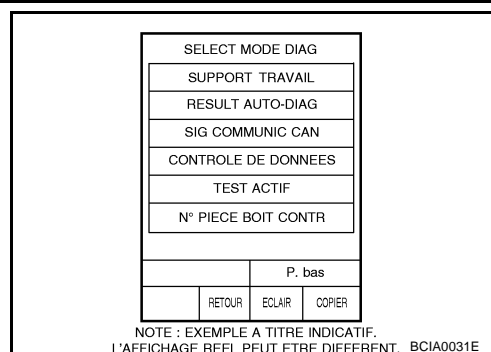 SELECT MODE DIAG
SUPPORT TRAVAIL
RESULT AUTO-DIAG
SIG COMMUNIC CAN
CONTROLE DE DONNEES
TEST ACTIF
N° PIECE BOIT CONTR
P. bas
RETOUR ECLAIR COPIER
NOTE : EXEMPLE A TITRE INDICATIF.
L'AFFICHAGE REEL PEUT ETRE DIFFERENT. BCIA0031E